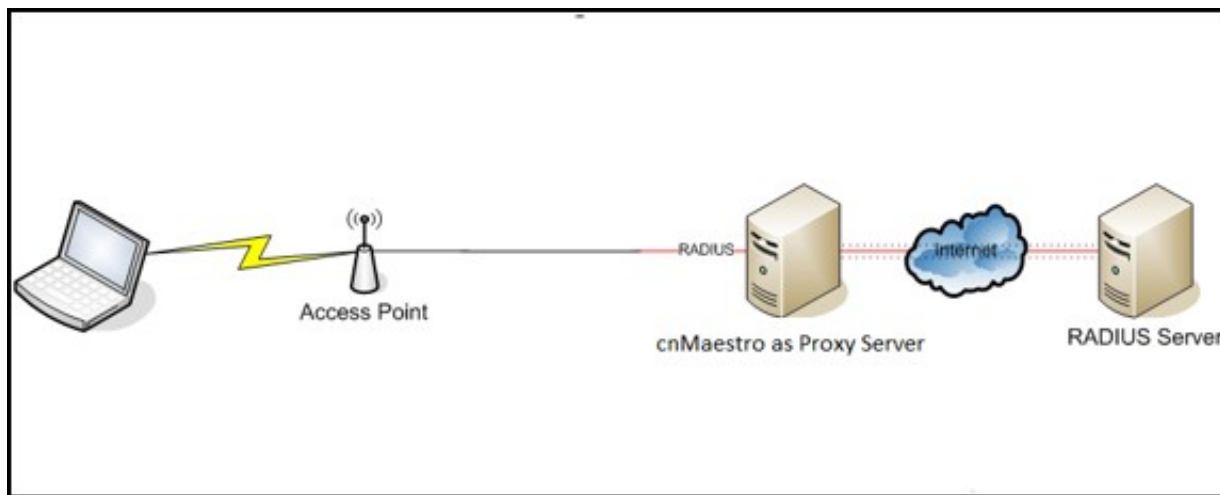 Access Point
RADIUS
cnMaestro as Proxy Server
Internet
RADIUS Server